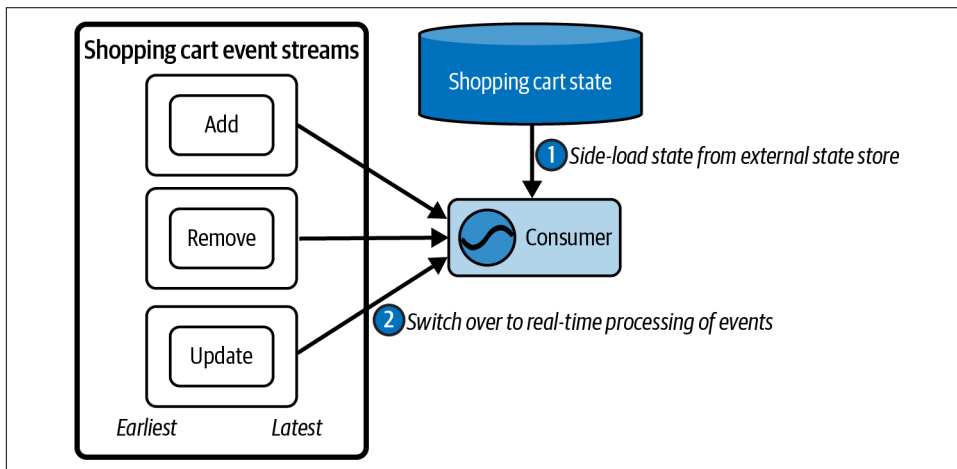 Shopping cart event streams
Add
Remove
Update
Earliest
Latest
Shopping cart state
1 Side-load state from external state store
Consumer
2 Switch over to real-time processing of events